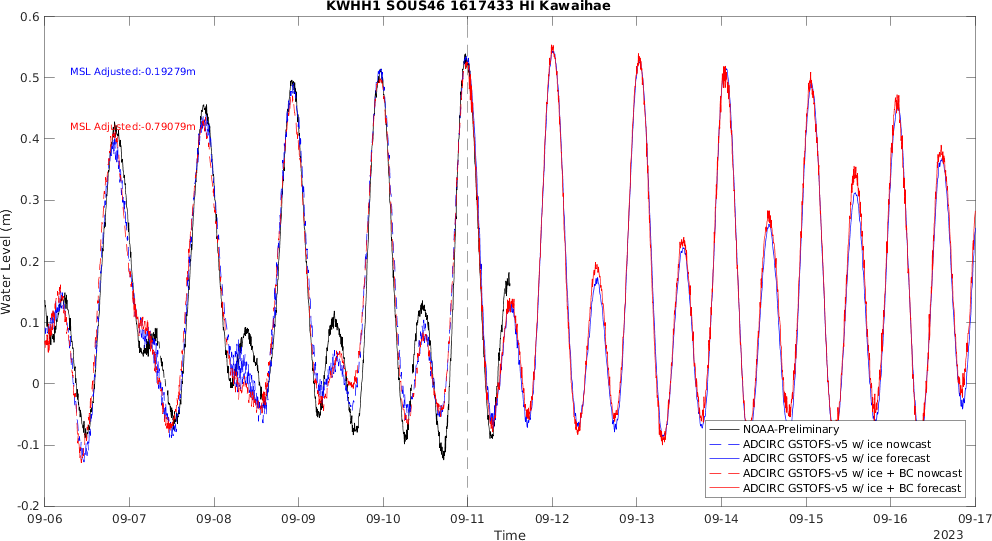 KWHH1 SOUS46 1617433 HI Kawaihae
0.6
0.5
0.4
0.3
0.2
0.1
0
-0.1
-0.2
Water Level (m)
MSL Adjusted:-0.19279m
MSL Adjusted:-0.79079m
NOAA-Preliminary
ADCIRC GSTOFS-v5 w/ ice nowcast
ADCIRC GSTOFS-v5 w/ ice forecast
ADCIRC GSTOFS-v5 w/ ice + BC nowcast
ADCIRC GSTOFS-v5 w/ ice + BC forecast
09-06 09-07 09-08 09-09 09-10 09-11 09-12 09-13 09-14 09-15 09-16 09-17
Time
2023